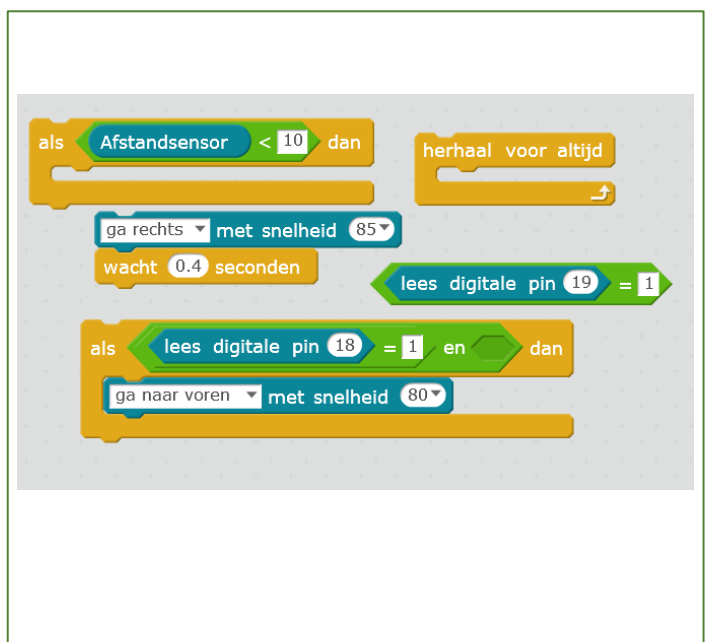 als Afstandsensor < 10 dan
herhaal voor altijd
ga rechts met snelheid 85
wacht 0.4 seconden
lees digitale pin 19 = 1
als lees digitale pin 18 = 1 en dan
ga naar voren met snelheid 80